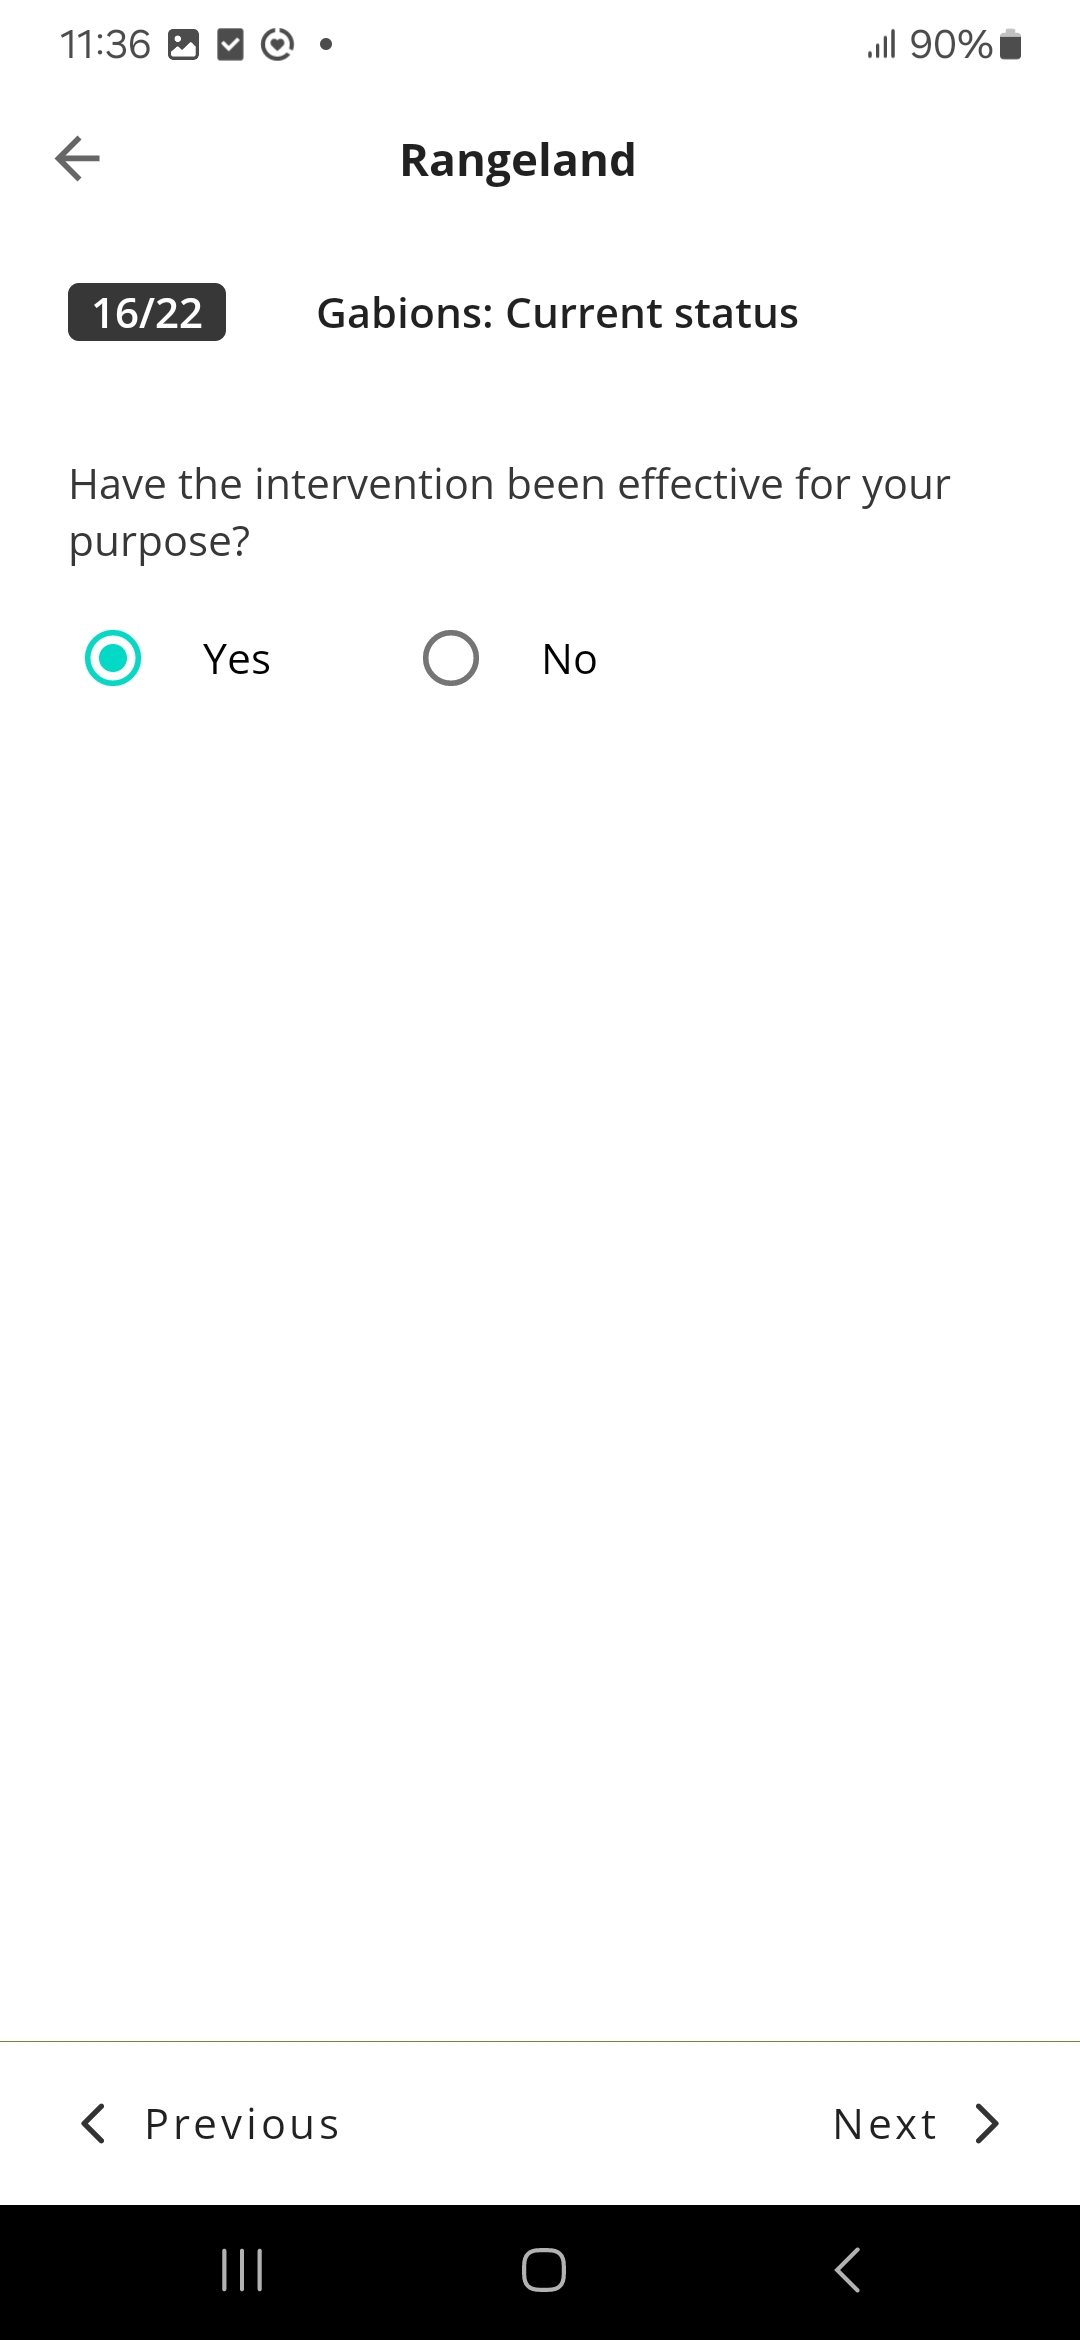 11:36 90%
Rangeland
16/22 Gabions: Current status
Have the intervention been effective for your
purpose?
Yes No
Previous Next